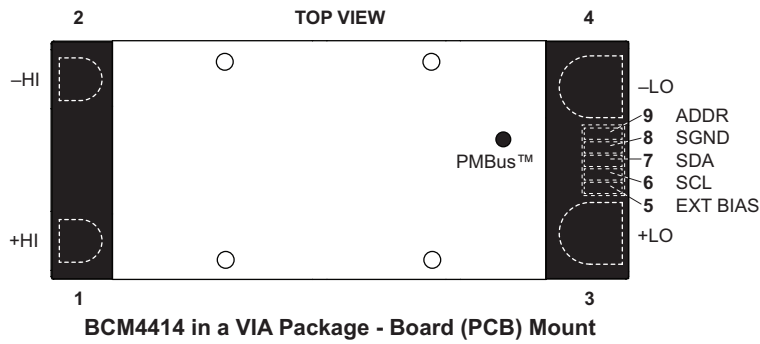 2 TOP VIEW 4
–HI
–LO
9 ADDR
8 SGND
7 SDA
PMBus™
6 SCL
5 EXT BIAS
+HI
+LO
1 3
BCM4414 in a VIA Package - Board (PCB) Mount